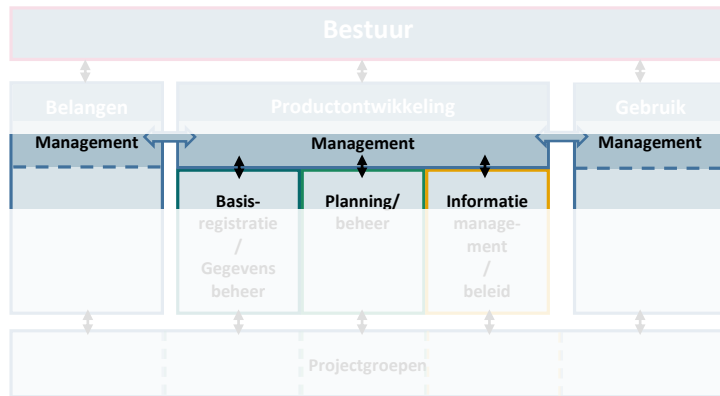 Bestuur
Belangen
Productontwikkeling
Gebruik
Management
Management
Management
Basis-
registratie
/
Gegevens
beheer
Planning/
beheer
Informatie
manage-
ment
/
beleid
Projectgroepen